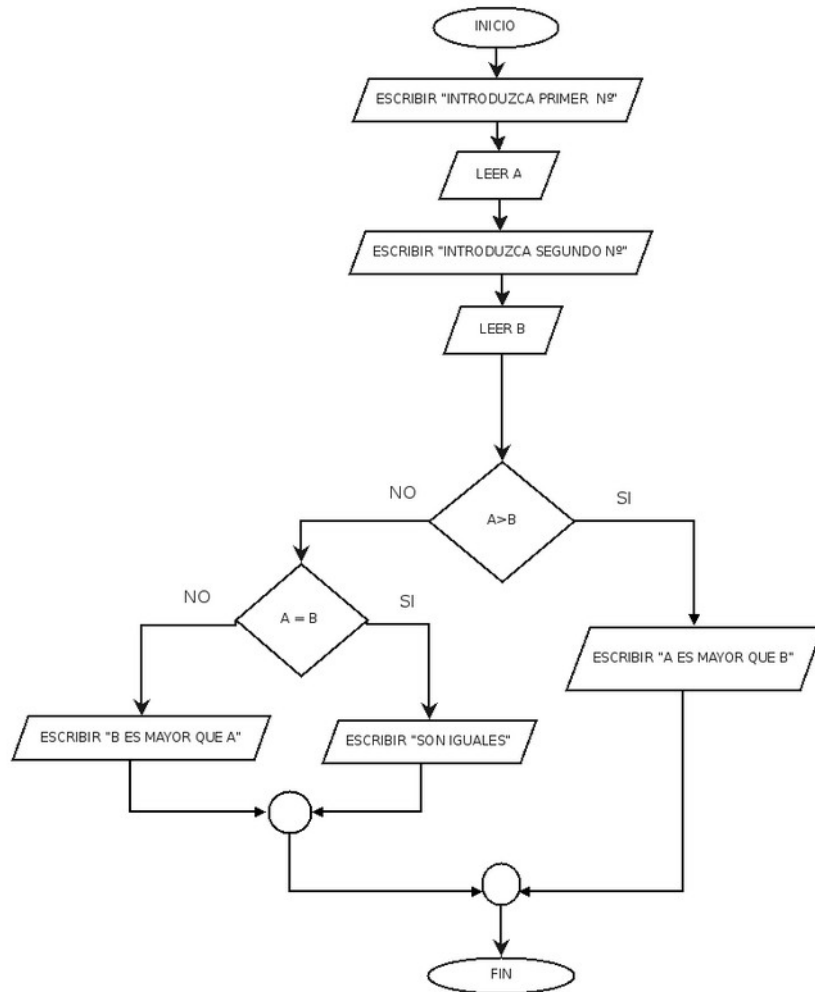 INICIO
ESCRIBIR "INTRODUZCA PRIMER Nº"
LEER A
ESCRIBIR "INTRODUZCA SEGUNDO Nº"
LEER B
A>B
NO
SI
A = B
NO
SI
ESCRIBIR "A ES MAYOR QUE B"
ESCRIBIR "B ES MAYOR QUE A"
ESCRIBIR "SON IGUALES"
FIN